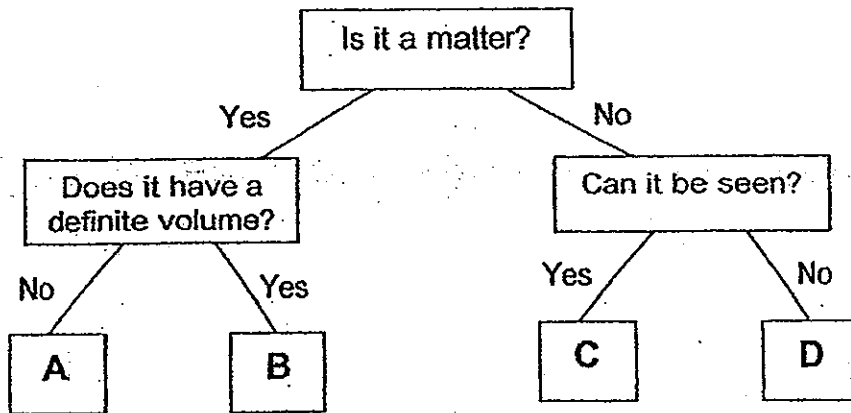 Is it a matter?
Yes
No
Does it have a
definite volume?
Can it be seen?
No
Yes
Yes
No
A
B
C
D